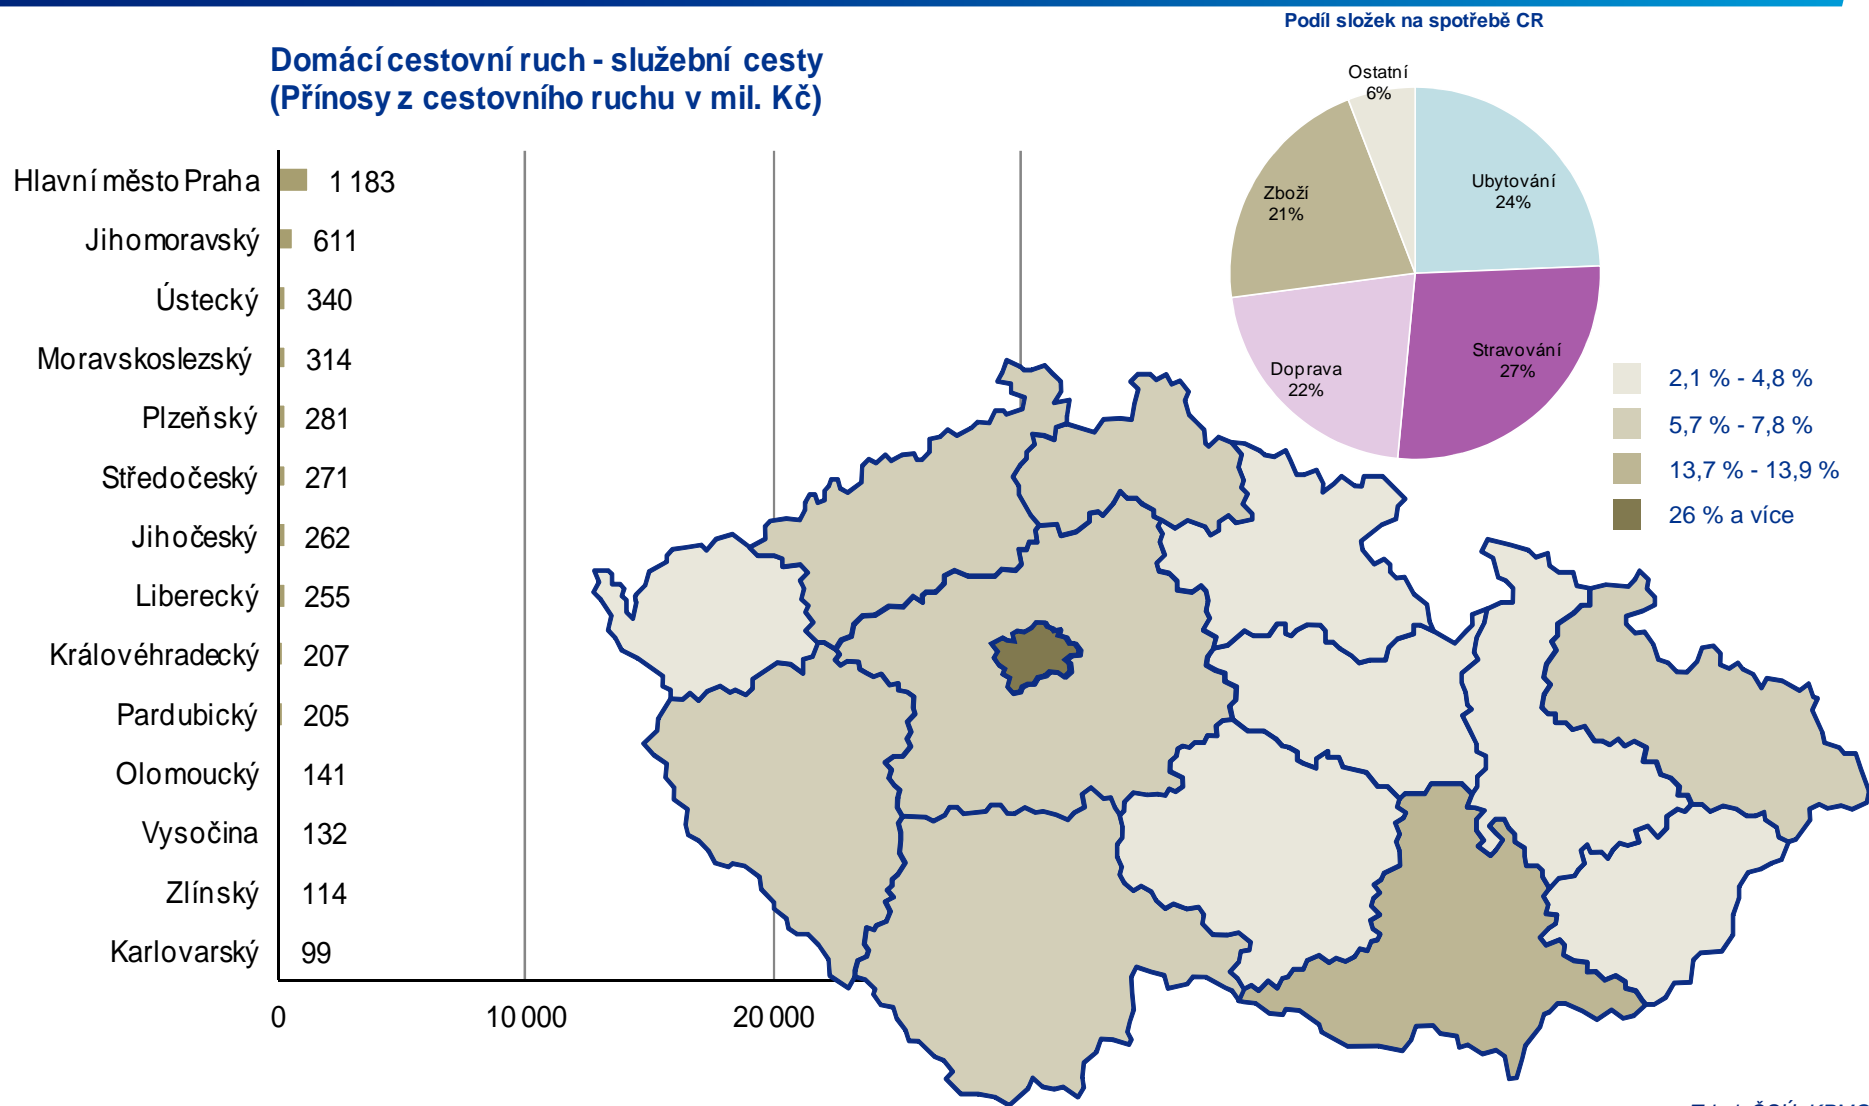 Podíl složek na spotřebě CR
Domácí cestovní ruch - služební cesty
(Přínosy z cestovního ruchu v mil. Kč)
Hlavní město Praha 1 183
Jihomoravský 611
Ústecký 340
Moravskoslezský 314
Plzeňský 281
Středočeský 271
Jihočeský 262
Liberecký 255
Královéhradecký 207
Pardubický 205
Olomoucký 141
Vysočina 132
Zlínský 114
Karlovarský 99
0 10 000 20 000
Ostatní
6%
Ubytování
24%
Zboží
21%
Stravování
27%
Doprava
22%
2,1 % - 4,8 %
5,7 % - 7,8 %
13,7 % - 13,9 %
26 % a více